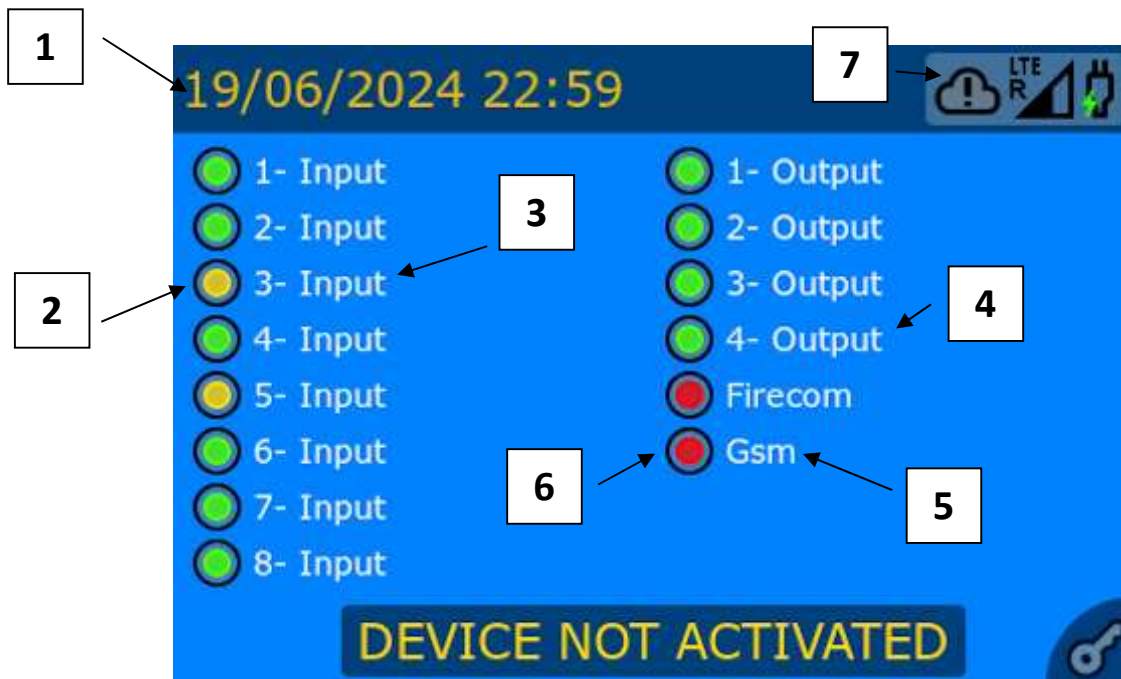 1
19/06/2024 22:59
7
LTE
R
1- Input
2- Input
3- Input
4- Input
5- Input
6- Input
7- Input
8- Input
3
2
1- Output
2- Output
3- Output
4- Output
Firecom
Gsm
4
6
5
DEVICE NOT ACTIVATED